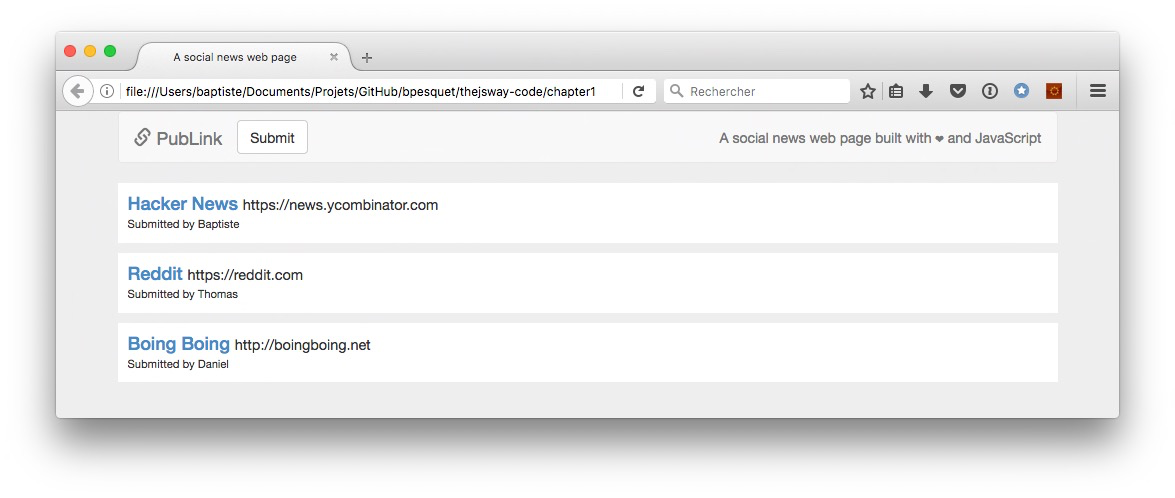 A social news web page
file:///Users/baptiste/Documents/Projets/GitHub/bpesquet/thejsway-code/chapter1
Rechercher
PubLink Submit A social news web page built with ❤ and JavaScript
Hacker News https://news.ycombinator.com
Submitted by Baptiste
Reddit https://reddit.com
Submitted by Thomas
Boing Boing http://boingboing.net
Submitted by Daniel